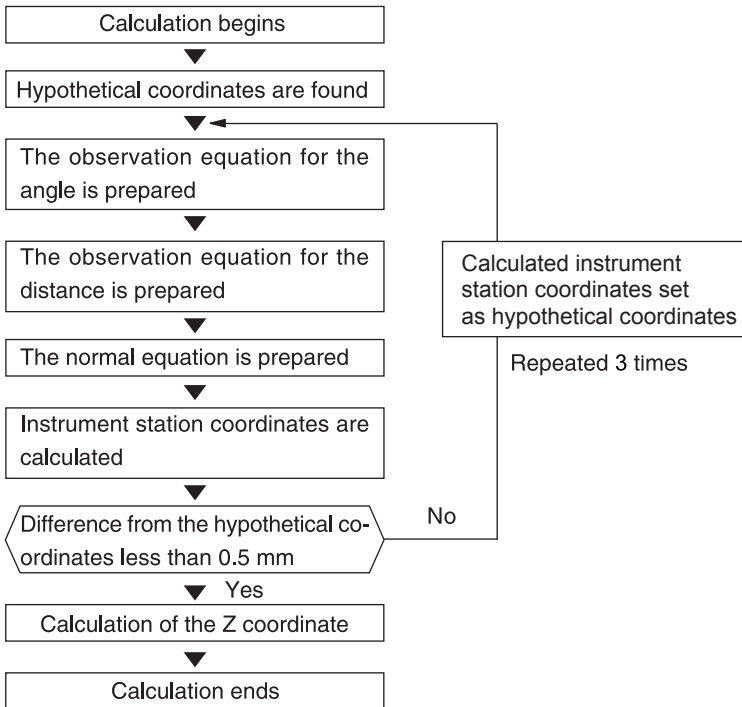 Calculation begins
Hypothetical coordinates are found
The observation equation for the
angle is prepared
The observation equation for the
distance is prepared
The normal equation is prepared
Instrument station coordinates are
calculated
Difference from the hypothetical co-
ordinates less than 0.5 mm
No
Calculated instrument
station coordinates set
as hypothetical coordinates
Repeated 3 times
Yes
Calculation of the Z coordinate
Calculation ends